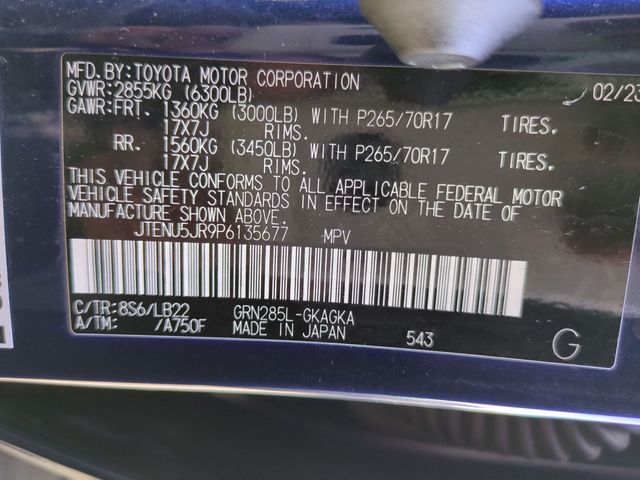 MFD.BY:TOYOTA MOTOR CORPORATION 02/23
GVWR:2855KG (6300LB)
GAWR:FRT. 1360KG (3000LB) WITH P265/70R17 TIRES.
17X7J RIMS.
RR. 1560KG (3450LB) WITH P265/70R17 TIRES.
17X7J RIMS.
THIS VEHICLE CONFORMS TO ALL APPLICABLE FEDERAL MOTOR
VEHICLE SAFETY STANDARDS IN EFFECT ON THE DATE OF
MANUFACTURE SHOWN ABOVE.
JTENU5JR9P6135677 MPV
C/TR:8S6/LB22 GRN285L-GKAGKA
A/TM: /A750F MADE IN JAPAN 543 G